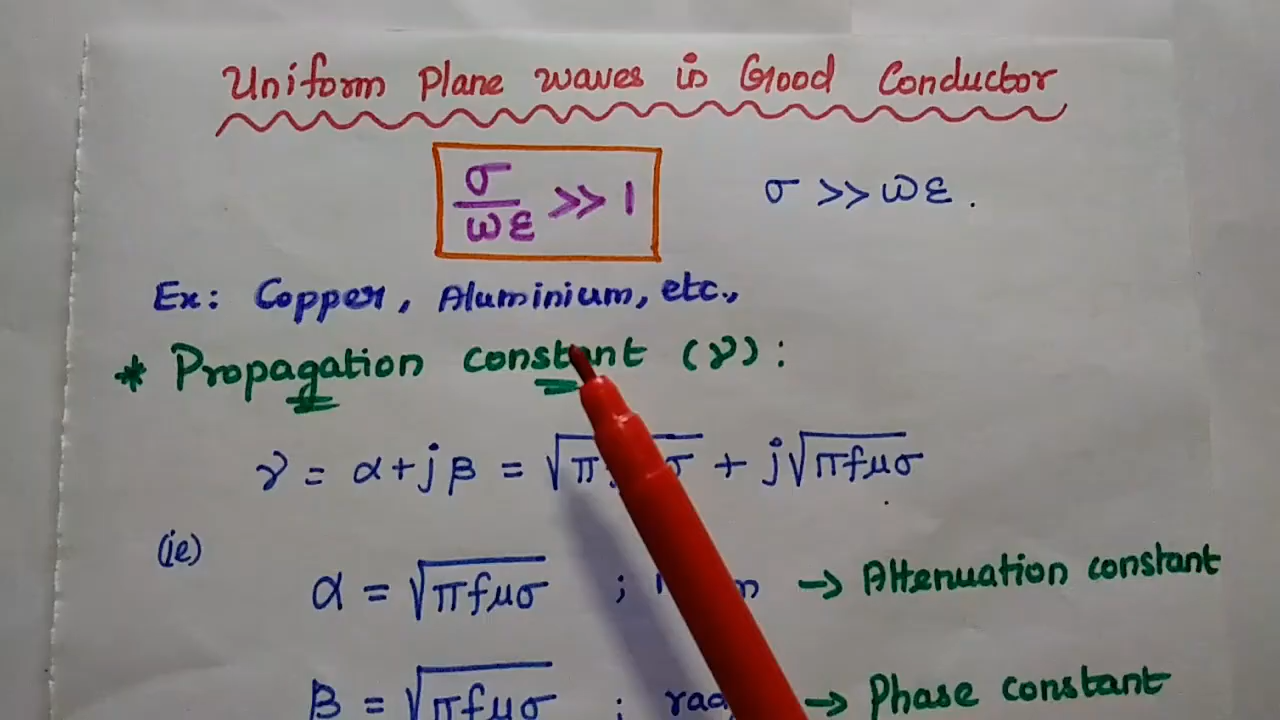 Uniform Plane waves in Good Conductor
σ/ωε >> 1 σ >> ωε.
Ex: Copper, Aluminium, etc.,
* Propagation constant (γ):
γ = α+jβ = √π σ + j√πfμσ
(ie)
α = √πfμσ ; → Attenuation constant
β = √πfμσ ; rad → Phase constant